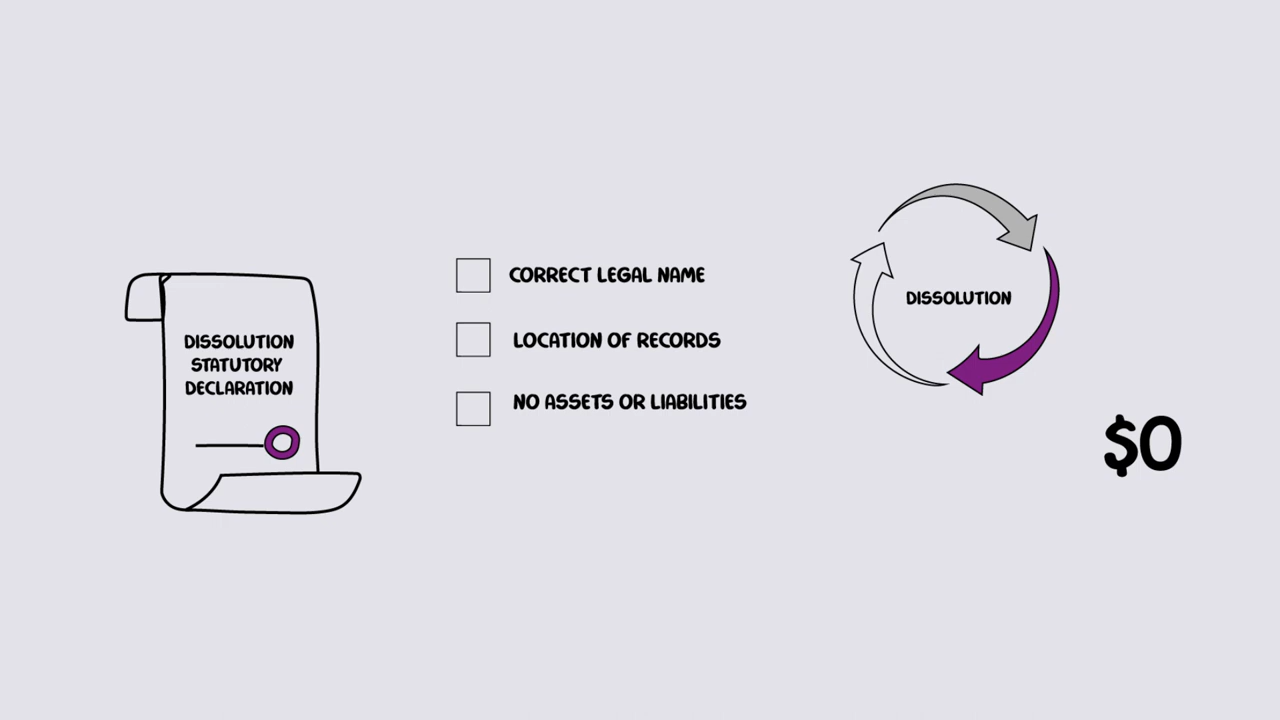 DISSOLUTION
STATUTORY
DECLARATION
CORRECT LEGAL NAME
LOCATION OF RECORDS
NO ASSETS OR LIABILITIES
DISSOLUTION
$0